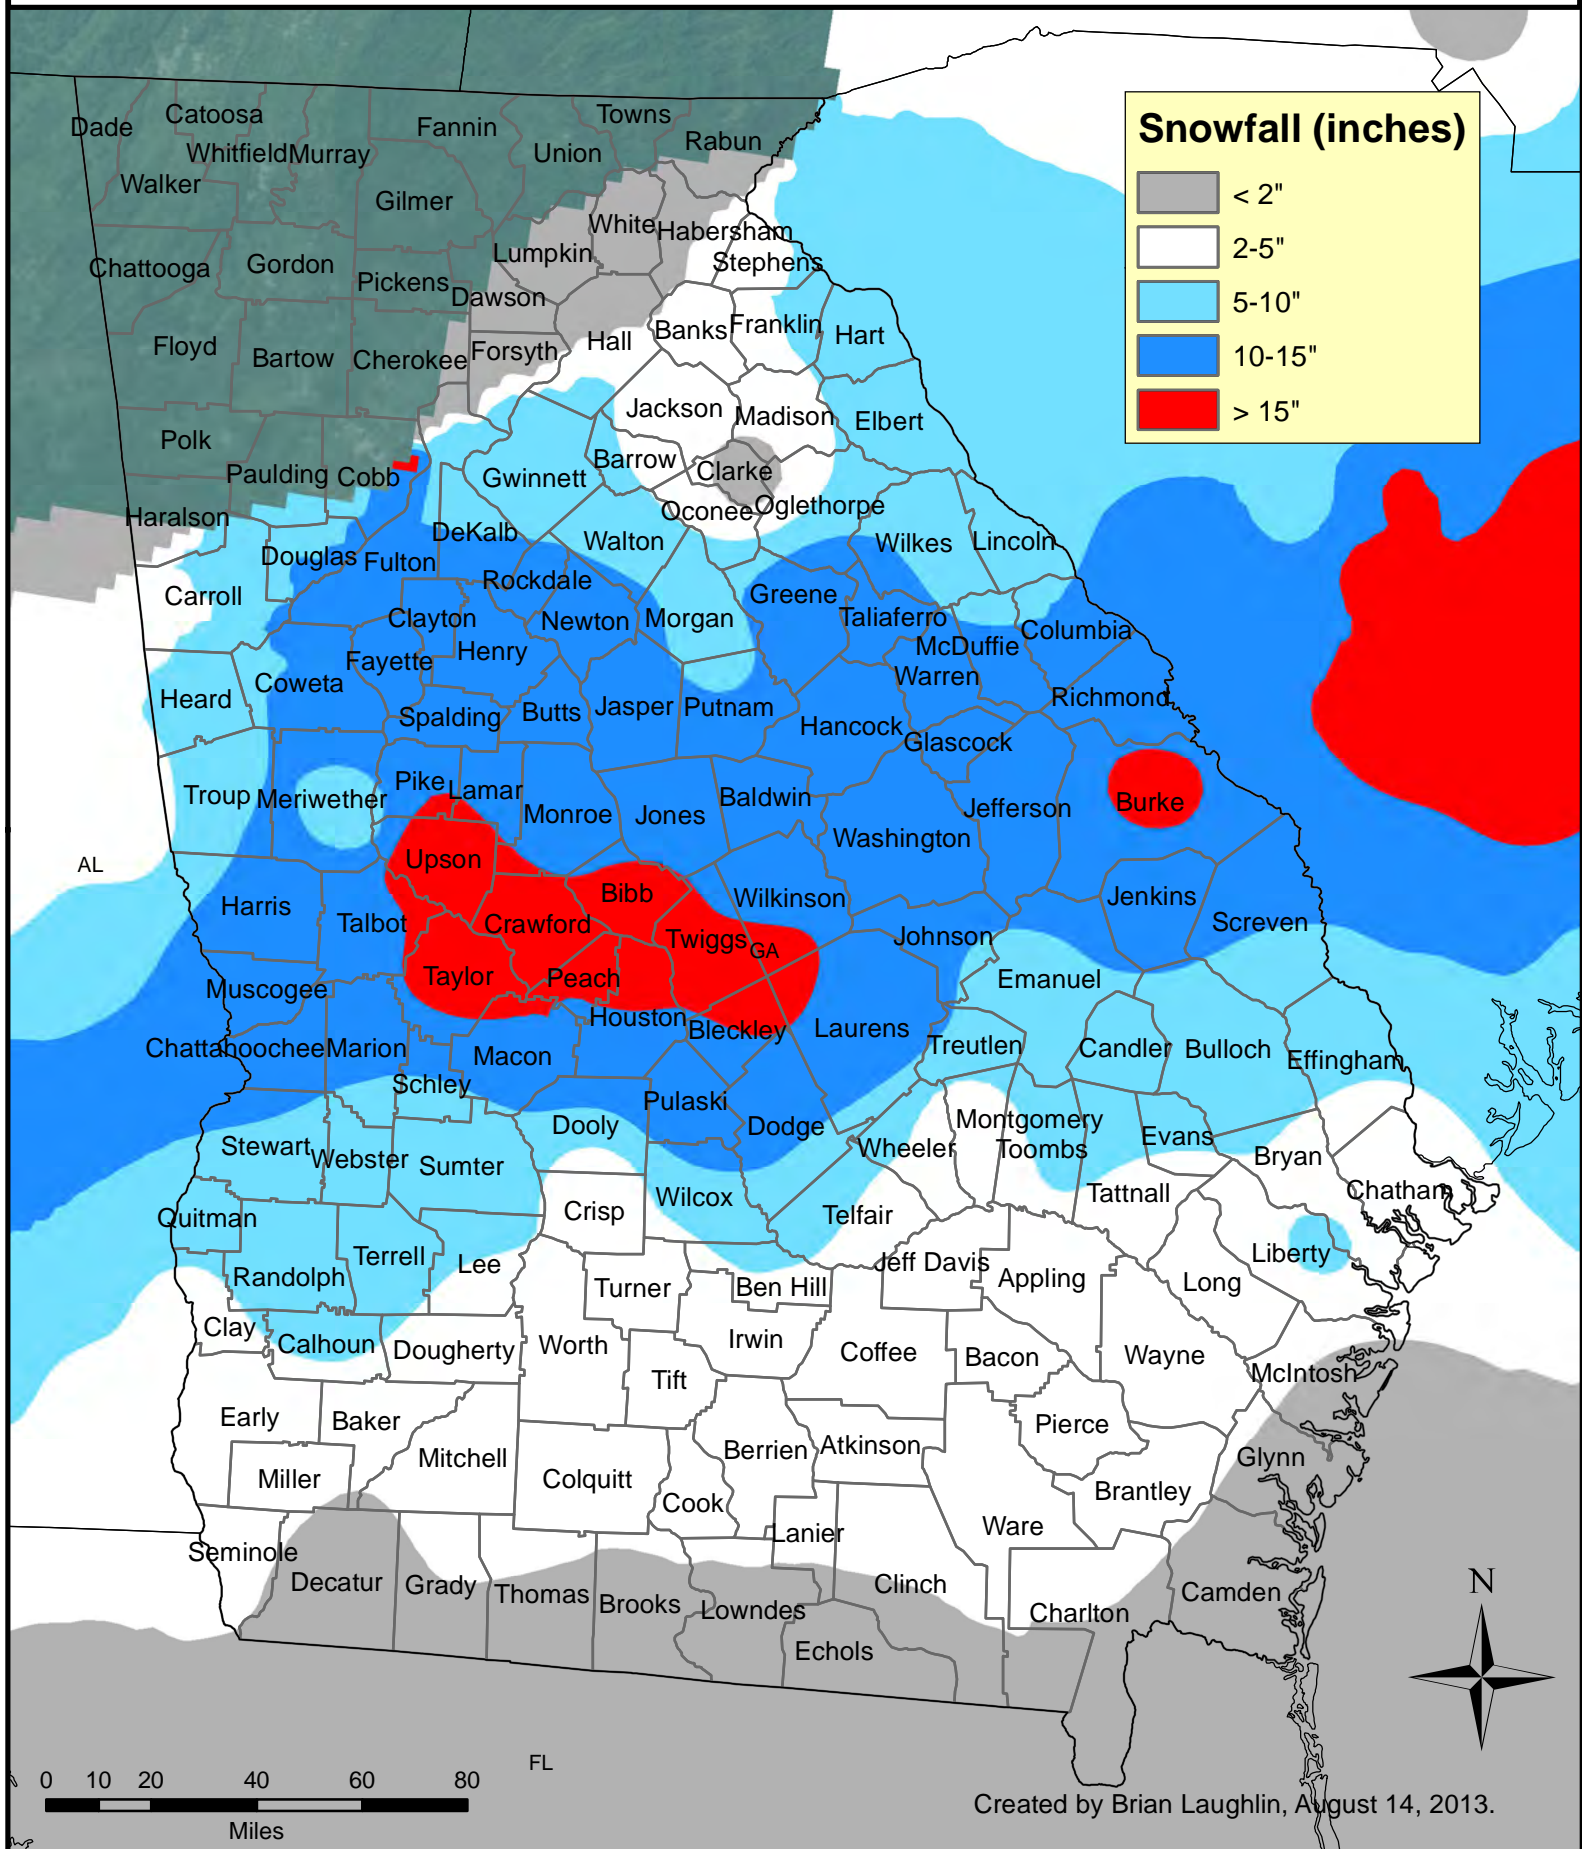 Snowfall (inches)
< 2"
2-5"
5-10"
10-15"
> 15"
Dade
Catoosa
Whitfield
Murray
Fannin
Towns
Union
Rabun
Walker
Gilmer
White
Habersham
Lumpkin
Stephens
Chattooga
Gordon
Pickens
Dawson
Floyd
Bartow
Cherokee
Forsyth
Hall
Banks
Franklin
Hart
Jackson
Madison
Elbert
Polk
Paulding
Cobb
Gwinnett
Barrow
Clarke
Oconee
Oglethorpe
Haralson
Douglas
Fulton
DeKalb
Walton
Wilkes
Lincoln
Carroll
Rockdale
Clayton
Newton
Morgan
Greene
Taliaferro
McDuffie
Columbia
Fayette
Henry
Warren
Heard
Coweta
Spalding
Butts
Jasper
Putnam
Hancock
Richmond
Glascock
Troup
Meriwether
Pike
Lamar
Monroe
Jones
Baldwin
Jefferson
Burke
Washington
AL
Upson
Bibb
Wilkinson
Jenkins
Harris
Talbot
Crawford
Twiggs
GA
Johnson
Screven
Taylor
Peach
Emanuel
Muscogee
Houston
Bleckley
Laurens
Chattahoochee
Marion
Macon
Treutlen
Candler
Bulloch
Effingham
Schley
Pulaski
Dooly
Dodge
Montgomery
Stewart
Webster
Sumter
Wheeler
Toombs
Evans
Bryan
Quitman
Crisp
Wilcox
Telfair
Tattnall
Chatham
Randolph
Terrell
Lee
Turner
Ben Hill
Jeff Davis
Appling
Long
Liberty
Clay
Calhoun
Dougherty
Worth
Irwin
Coffee
Bacon
Wayne
McIntosh
Tift
Early
Baker
Mitchell
Berrien
Atkinson
Pierce
Glynn
Miller
Colquitt
Cook
Brantley
Lanier
Ware
Seminole
Decatur
Grady
Thomas
Brooks
Lowndes
Clinch
Charlton
Camden
Echols
N
FL
0 10 20 40 60 80
Miles
Created by Brian Laughlin, August 14, 2013.